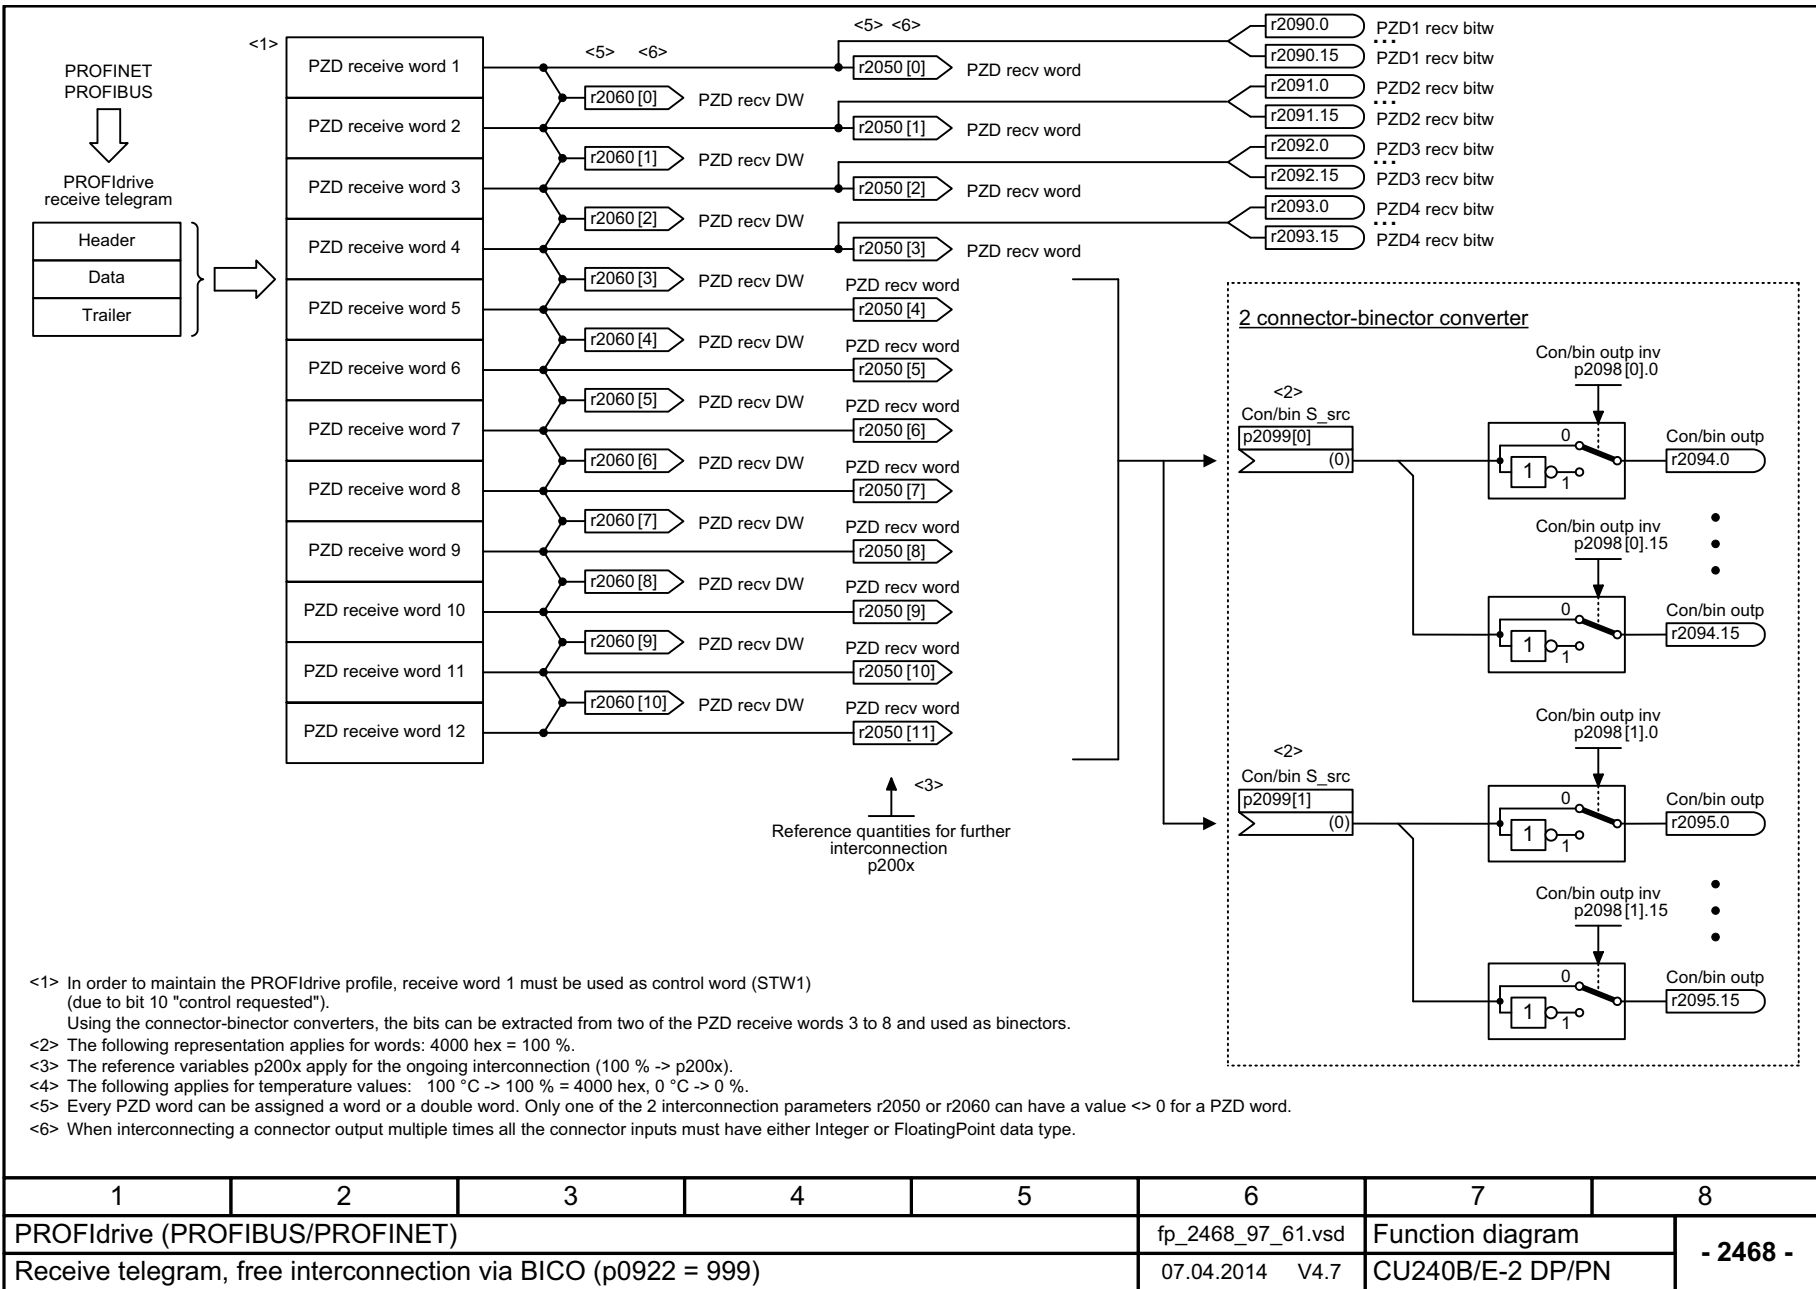 PROFINET
PROFIBUS
PROFIdrive
receive telegram
Header
Data
Trailer
<1>
PZD receive word 1
PZD receive word 2
PZD receive word 3
PZD receive word 4
PZD receive word 5
PZD receive word 6
PZD receive word 7
PZD receive word 8
PZD receive word 9
PZD receive word 10
PZD receive word 11
PZD receive word 12
<5> <6>
r2060 [0] PZD recv DW
r2060 [1] PZD recv DW
r2060 [2] PZD recv DW
r2060 [3] PZD recv DW
r2060 [4] PZD recv DW
r2060 [5] PZD recv DW
r2060 [6] PZD recv DW
r2060 [7] PZD recv DW
r2060 [8] PZD recv DW
r2060 [9] PZD recv DW
r2060 [10] PZD recv DW
<5> <6>
r2050 [0] PZD recv word
r2050 [1] PZD recv word
r2050 [2] PZD recv word
r2050 [3] PZD recv word
PZD recv word
r2050 [4]
PZD recv word
r2050 [5]
PZD recv word
r2050 [6]
PZD recv word
r2050 [7]
PZD recv word
r2050 [8]
PZD recv word
r2050 [9]
PZD recv word
r2050 [10]
PZD recv word
r2050 [11]
<3>
Reference quantities for further
interconnection
p200x
r2090.0 PZD1 recv bitw
...
r2090.15 PZD1 recv bitw
r2091.0 PZD2 recv bitw
...
r2091.15 PZD2 recv bitw
r2092.0 PZD3 recv bitw
...
r2092.15 PZD3 recv bitw
r2093.0 PZD4 recv bitw
...
r2093.15 PZD4 recv bitw
2 connector-binector converter
<2>
Con/bin S_src
p2099[0]
(0)
Con/bin outp inv
p2098 [0].0
0
1
1
Con/bin outp
r2094.0
Con/bin outp inv
p2098 [0].15
0
1
1
Con/bin outp
r2094.15
<2>
Con/bin S_src
p2099[1]
(0)
Con/bin outp inv
p2098 [1].0
0
1
1
Con/bin outp
r2095.0
Con/bin outp inv
p2098 [1].15
0
1
1
Con/bin outp
r2095.15
<1> In order to maintain the PROFIdrive profile, receive word 1 must be used as control word (STW1)
(due to bit 10 "control requested").
Using the connector-binector converters, the bits can be extracted from two of the PZD receive words 3 to 8 and used as binectors.
<2> The following representation applies for words: 4000 hex = 100 %.
<3> The reference variables p200x apply for the ongoing interconnection (100 % -> p200x).
<4> The following applies for temperature values: 100 °C -> 100 % = 4000 hex, 0 °C -> 0 %.
<5> Every PZD word can be assigned a word or a double word. Only one of the 2 interconnection parameters r2050 or r2060 can have a value <> 0 for a PZD word.
<6> When interconnecting a connector output multiple times all the connector inputs must have either Integer or FloatingPoint data type.
1 2 3 4 5 6 7 8
PROFIdrive (PROFIBUS/PROFINET) fp_2468_97_61.vsd Function diagram
- 2468 -
Receive telegram, free interconnection via BICO (p0922 = 999) 07.04.2014 V4.7 CU240B/E-2 DP/PN